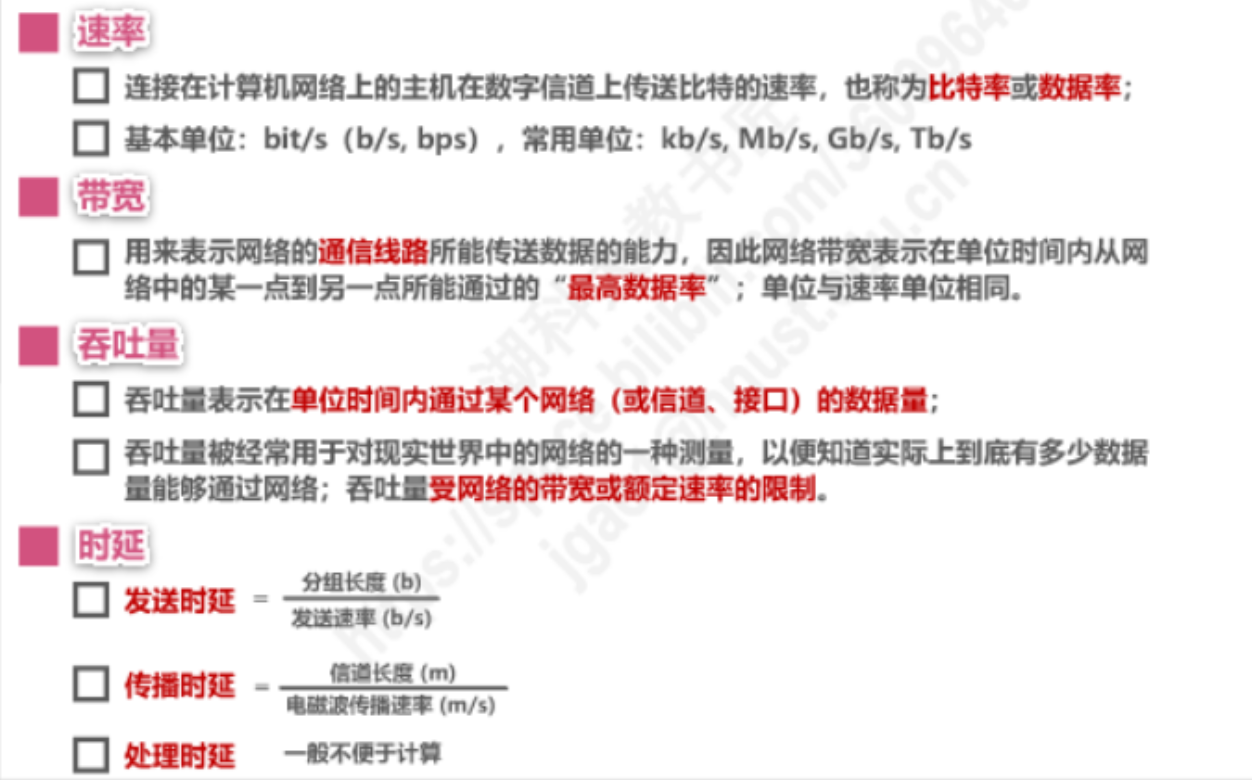 速率
连接在计算机网络上的主机在数字信道上传送比特的速率，也称为比特率或数据率；
基本单位：bit/s（b/s, bps），常用单位：kb/s, Mb/s, Gb/s, Tb/s
带宽
用来表示网络的通信线路所能传送数据的能力，因此网络带宽表示在单位时间内从网
络中的某一点到另一点所能通过的“最高数据率”；单位与速率单位相同。
吞吐量
吞吐量表示在单位时间内通过某个网络（或信道、接口）的数据量；
吞吐量被经常用于对现实世界中的网络的一种测量，以便知道实际上到底有多少数据
量能够通过网络；吞吐量受网络的带宽或额定速率的限制。
时延
发送时延 = 分组长度 (b)
发送速率 (b/s)
传播时延 = 信道长度 (m)
电磁波传播速率 (m/s)
处理时延 一般不便于计算